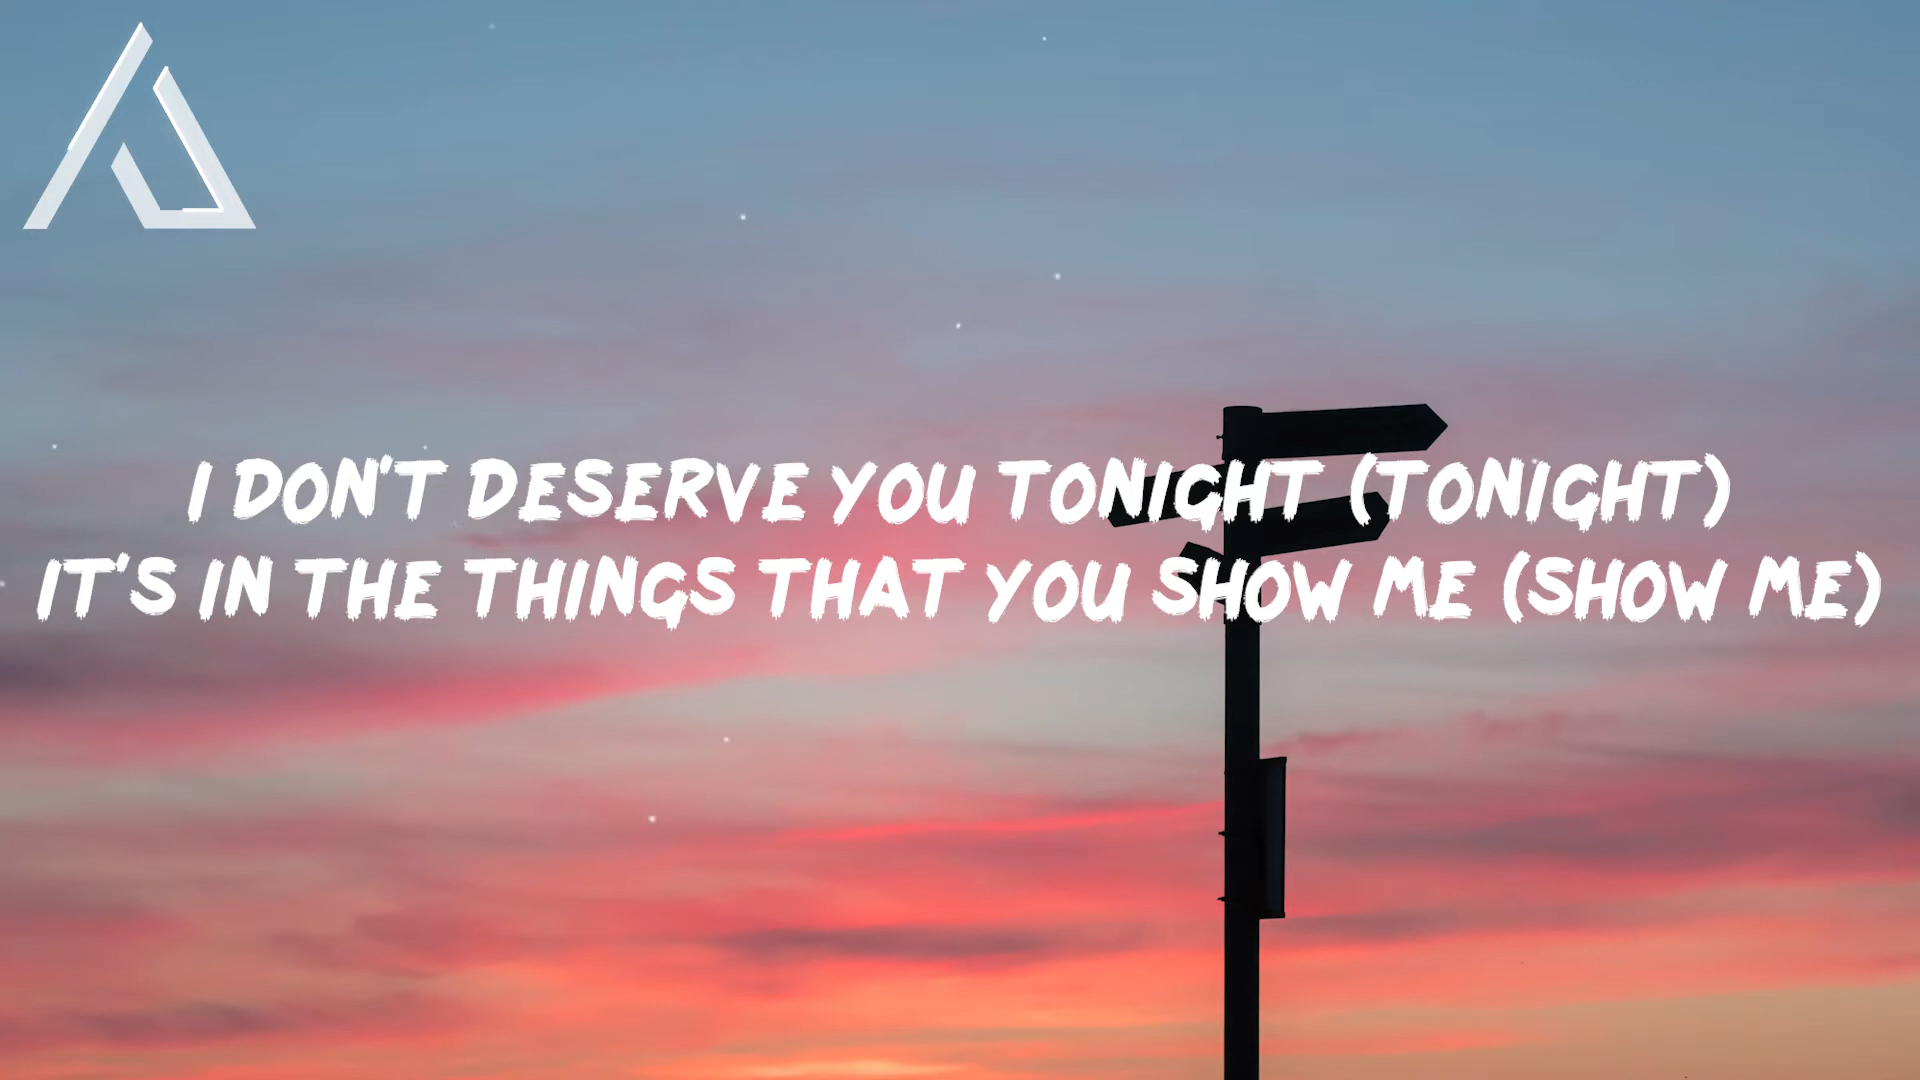 I DON'T DESERVE YOU TONIGHT (TONIGHT)
IT'S IN THE THINGS THAT YOU SHOW ME (SHOW ME)